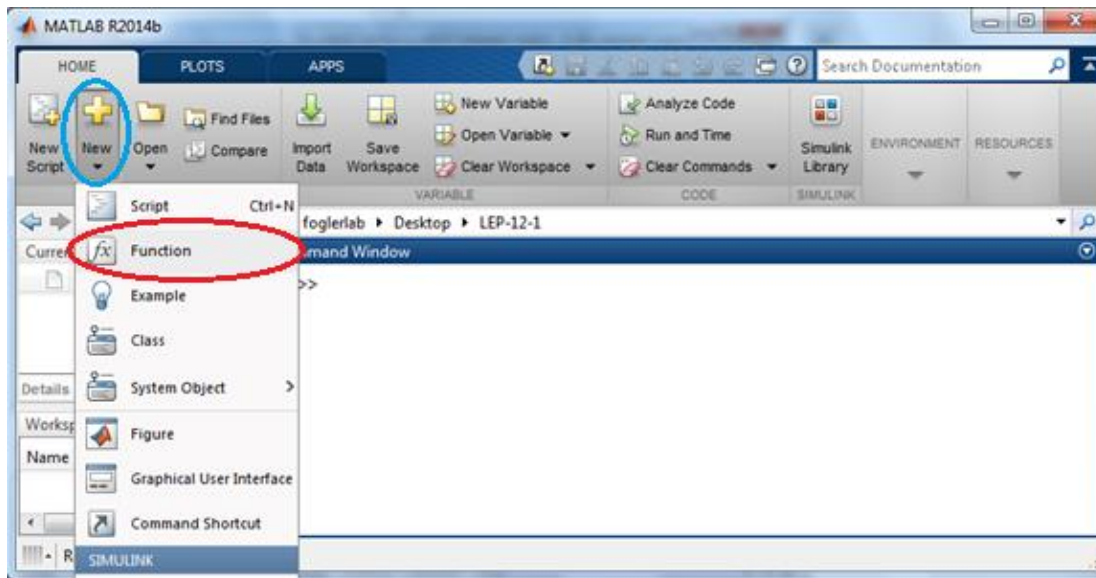 MATLAB R2014b
HOME PLOTS APPS Search Documentation
New Script
New
Open
Find Files
Compare
Import Data
Save Workspace
New Variable
Open Variable
Clear Workspace
Analyze Code
Run and Time
Clear Commands
Simulink Library
ENVIRONMENT
RESOURCES
VARIABLE CODE SIMULINK
Script Ctrl+N
foglerlab Desktop LEP-12-1
Function
mand Window
>>
Example
Class
System Object
Details
Figure
Name
Graphical User Interface
Command Shortcut
SIMULINK